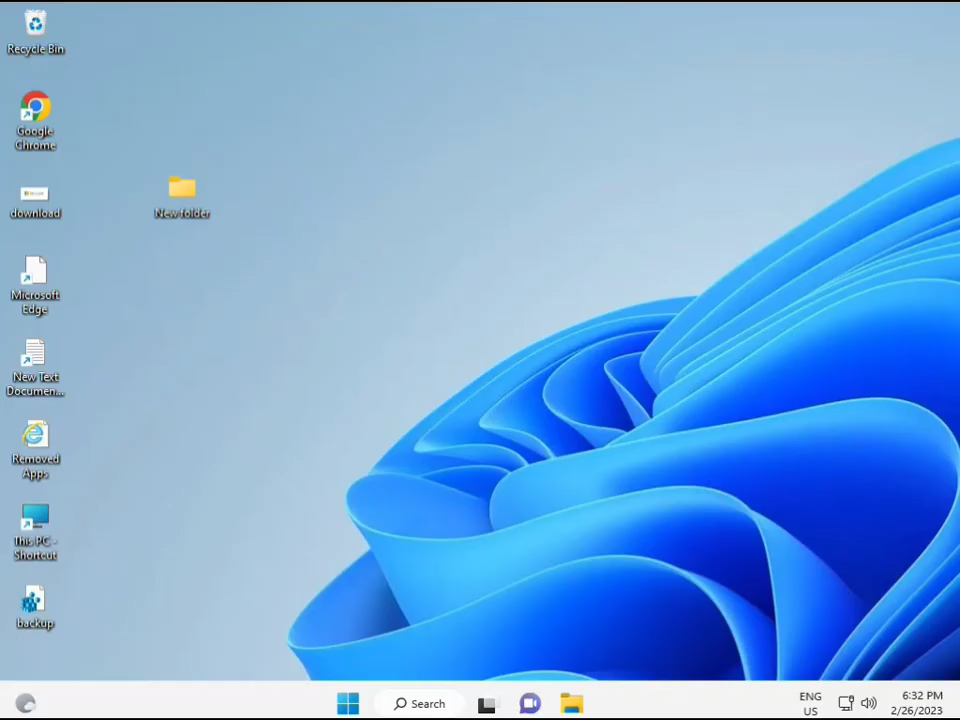 Recycle Bin
Google
Chrome
download
New folder
Microsoft
Edge
New Text
Documen...
Removed
Apps
This PC -
Shortcut
backup
Search
ENG
US
6:32 PM
2/26/2023